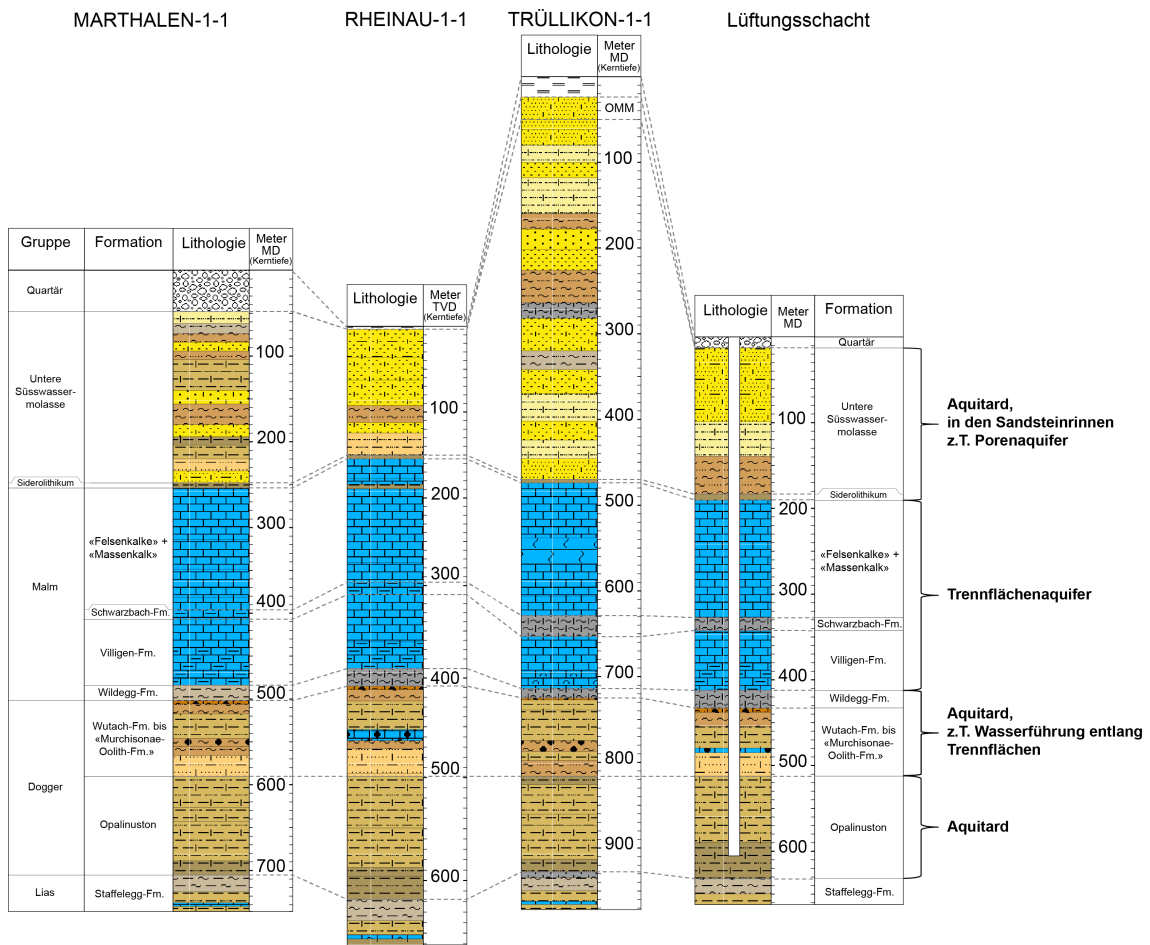 MARTHALEN-1-1
RHEINAU-1-1
TRÜLLIKON-1-1
Lüftungsschacht
Gruppe
Formation
Lithologie
Meter
MD
(Kerntiefe)
Quartär
Untere
Süsswasser-
molasse
Siderolithikum
Malm
«Felsenkalke» +
«Massenkalk»
Schwarzbach-Fm.
Villigen-Fm.
Wildegg-Fm.
Dogger
Wutach-Fm. bis
«Murchisonae-
Oolith-Fm.»
Opalinuston
Lias
Staffelegg-Fm.
100
200
300
400
500
600
700
Lithologie
Meter
TVD
(Kerntiefe)
100
200
300
400
500
600
Lithologie
Meter
MD
(Kerntiefe)
OMM
100
200
300
400
500
600
700
800
900
Lithologie
Meter
MD
Formation
100
200
300
400
500
600
Quartär
Untere
Süsswasser-
molasse
Siderolithikum
«Felsenkalke» +
«Massenkalk»
Schwarzbach-Fm.
Villigen-Fm.
Wildegg-Fm.
Wutach-Fm. bis
«Murchisonae-
Oolith-Fm.»
Opalinuston
Staffelegg-Fm.
Aquitard,
in den Sandsteinrinnen
z.T. Porenaquifer
Trennflächenaquifer
Aquitard,
z.T. Wasserführung entlang
Trennflächen
Aquitard